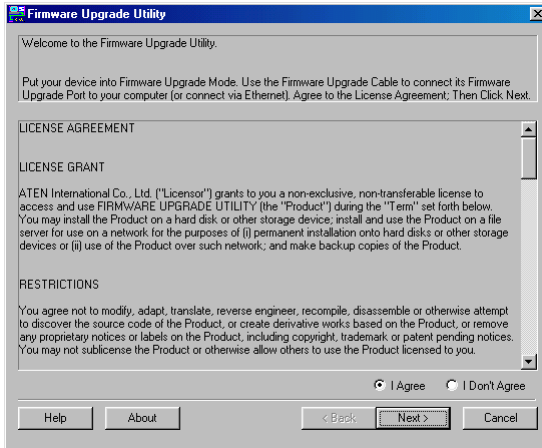 Firmware Upgrade Utility
Welcome to the Firmware Upgrade Utility.
Put your device into Firmware Upgrade Mode. Use the Firmware Upgrade Cable to connect its Firmware
Upgrade Port to your computer (or connect via Ethernet). Agree to the License Agreement; Then Click Next.
LICENSE AGREEMENT
LICENSE GRANT
ATEN International Co., Ltd. ("Licensor") grants to you a non-exclusive, non-transferable license to
access and use FIRMWARE UPGRADE UTILITY (the "Product") during the "Term" set forth below.
You may install the Product on a hard disk or other storage device; install and use the Product on a file
server for use on a network for the purposes of (i) permanent installation onto hard disks or other storage
devices or (ii) use of the Product over such network; and make backup copies of the Product.
RESTRICTIONS
You agree not to modify, adapt, translate, reverse engineer, recompile, disassemble or otherwise attempt
to discover the source code of the Product, or create derivative works based on the Product, or remove
any proprietary notices or labels on the Product, including copyright, trademark or patent pending notices.
You may not sublicense the Product or otherwise allow others to use the Product licensed to you.
I Agree I Don't Agree
Help About < Back Next > Cancel